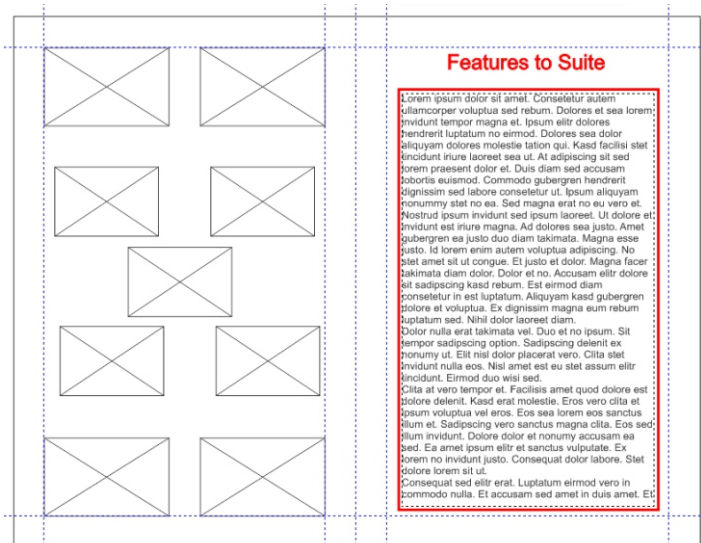 Features to Suite
Lorem ipsum dolor sit amet. Consetetur autem
ullamcorper voluptua sed rebum. Dolores et sea lorem
invidunt tempor magna et. Ipsum elitr dolores
hendrerit luptatum no eirmod. Dolores sea dolor
aliquyam dolores molestie tation qui. Kasd facilisi stet
tincidunt iriure laoreet sea ut. At adipiscing sit sed
lorem praesent dolor et. Duis diam sed accusam
lobortis euismod. Commodo gubergren hendrerit
dignissim sed labore consetetur ut. Ipsum aliquyam
nonummy stet no ea. Sed magna erat no eu vero et.
Nostrud ipsum invidunt sed ipsum laoreet. Ut dolore et
invidunt est iriure magna. Ad dolores sea justo. Amet
gubergren ea justo duo diam takimata. Magna esse
justo. Id lorem enim autem voluptua adipiscing. No
stet amet sit ut congue. Et justo et dolor. Magna facer
takimata diam dolor. Dolor et no. Accusam elitr dolore
sit sadipscing kasd rebum. Est eirmod diam
consetetur in est luptatum. Aliquyam kasd gubergren
dolore et voluptua. Ex dignissim magna eum rebum
luptatum sed. Nihil dolor laoreet diam.
Dolor nulla erat takimata vel. Duo et no ipsum. Sit
tempor sadipscing option. Sadipscing delenit ex
nonumy ut. Elit nisl dolor placerat vero. Clita stet
invidunt nulla eos. Nisl amet est eu stet assum elitr
tincidunt. Eirmod duo wisi sed.
Clita at vero tempor et. Facilisis amet quod dolore est
dolore delenit. Kasd erat molestie. Eros vero clita et
ipsum voluptua vel eros. Eos sea lorem eos sanctus
illum et. Sadipscing vero sanctus magna clita. Eos sed
illum invidunt. Dolore dolor et nonumy accusam ea
sed. Ea amet ipsum elitr et sanctus vulputate. Ex
lorem no invidunt justo. Consequat dolor labore. Stet
dolore lorem sit ut.
Consequat sed elitr erat. Luptatum eirmod vero in
commodo nulla. Et accusam sed amet in duis amet. Et